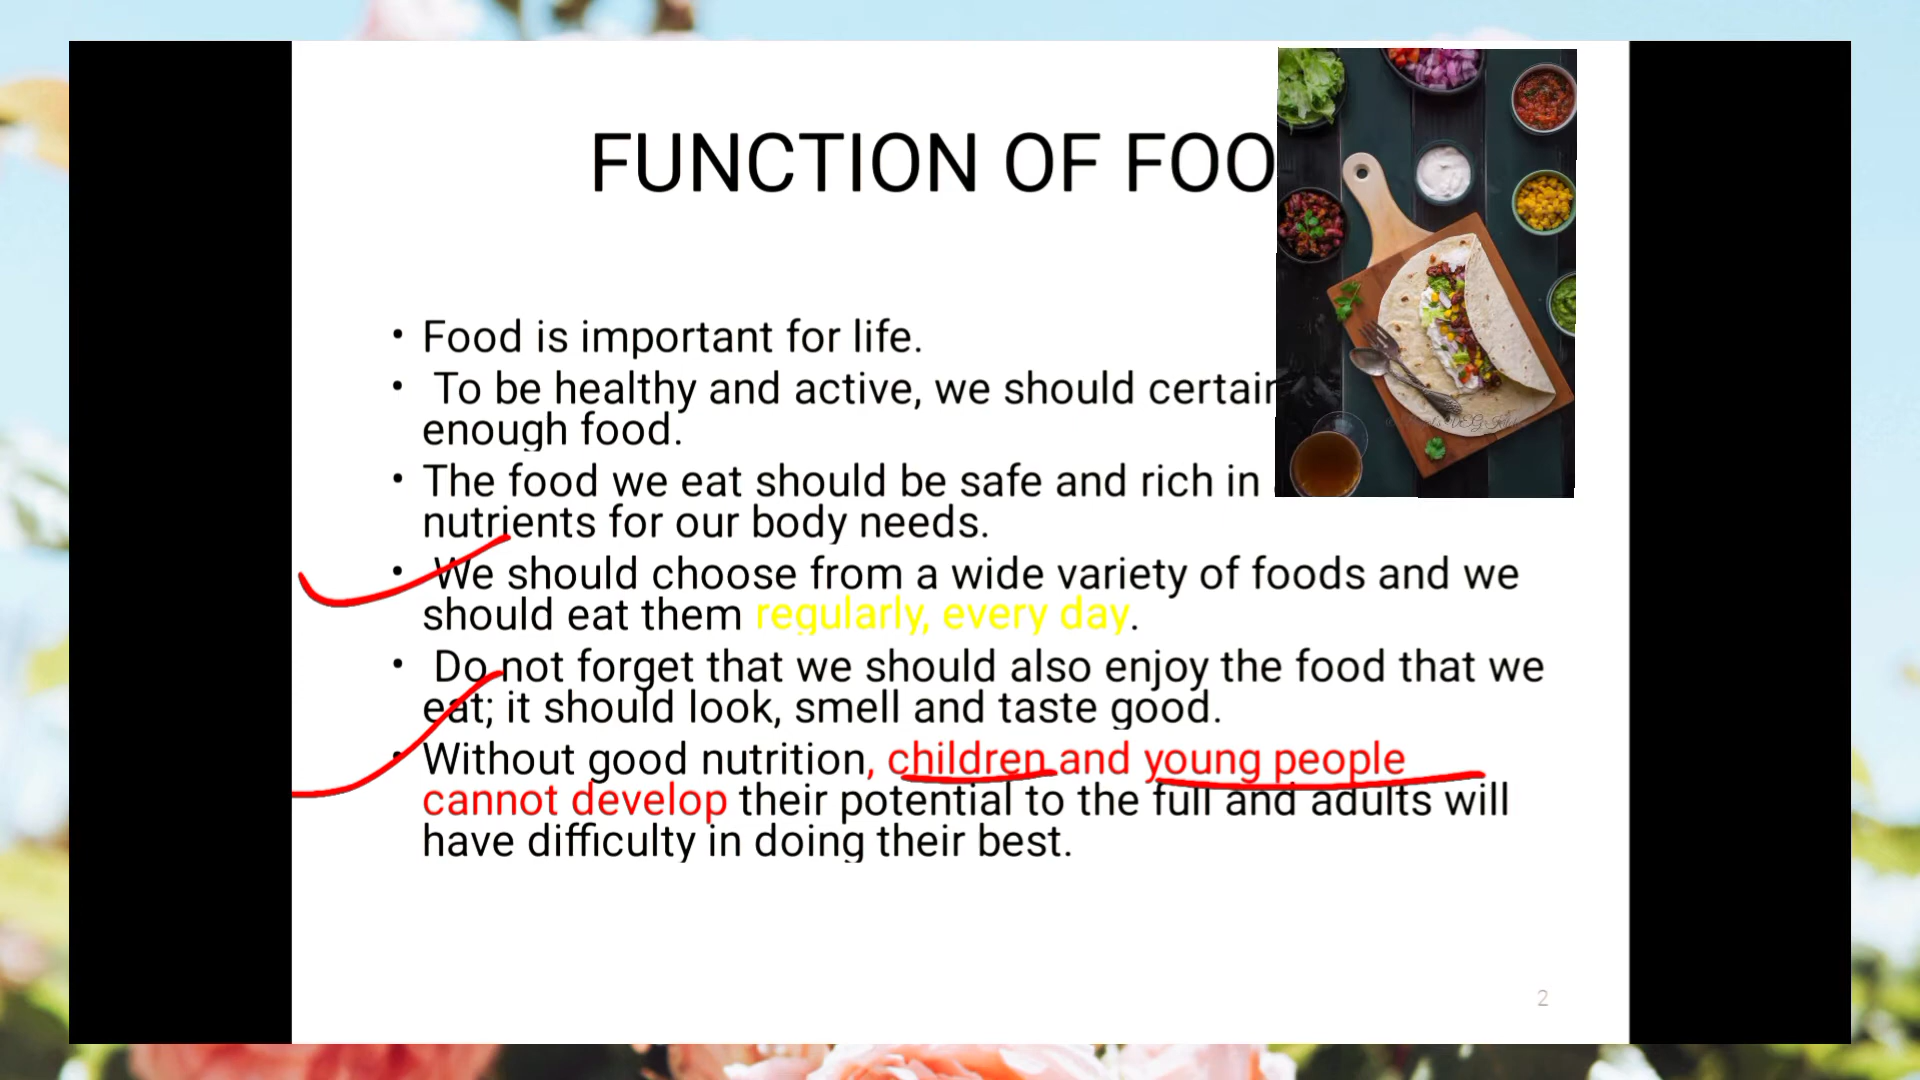 FUNCTION OF FOO
• Food is important for life.
• To be healthy and active, we should certain
enough food.
• The food we eat should be safe and rich in
nutrients for our body needs.
• We should choose from a wide variety of foods and we
should eat them regularly, every day.
• Do not forget that we should also enjoy the food that we
eat; it should look, smell and taste good.
• Without good nutrition, children and young people
cannot develop their potential to the full and adults will
have difficulty in doing their best.
2